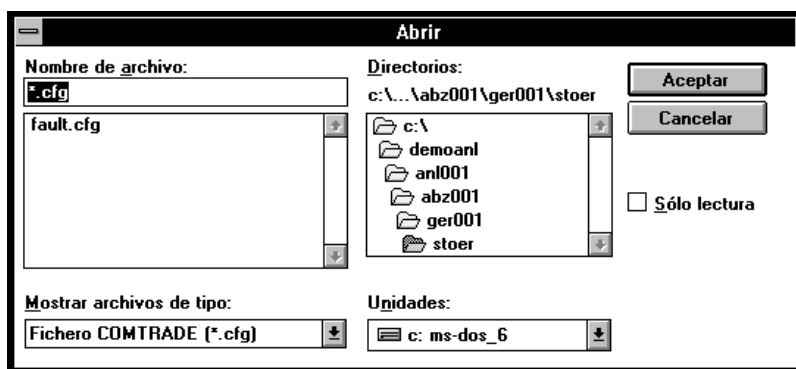 Abrir
Nombre de archivo:
*.cfg
fault.cfg
Mostrar archivos de tipo:
Fichero COMTRADE (*.cfg)
Directorios:
c:\...\abz001\ger001\stoer
c:\
demoanl
anl001
abz001
ger001
stoer
Unidades:
c: ms-dos_6
Aceptar
Cancelar
Sólo lectura